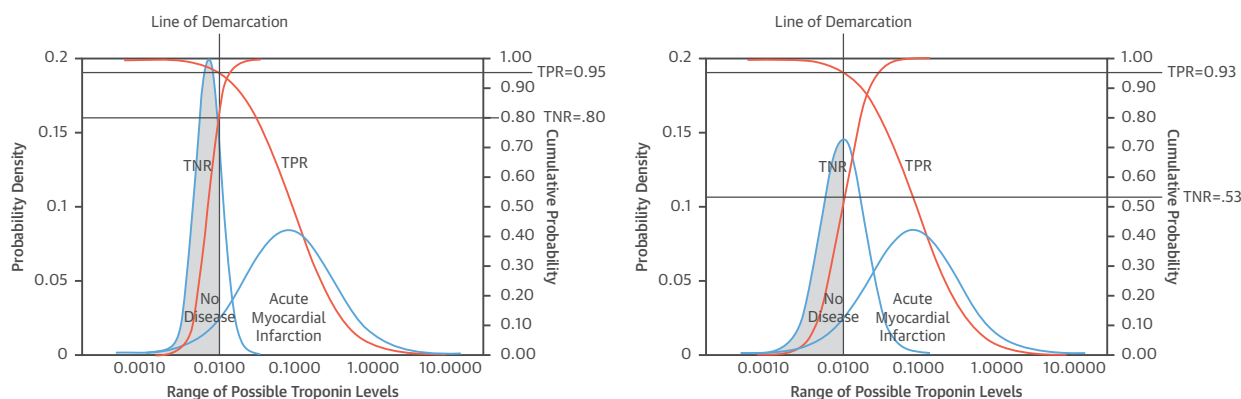 Line of Demarcation
0.2
0.15
0.1
0.05
0
Probability Density
TNR
TPR
No
Disease
Acute
Myocardial
Infarction
1.00
0.90
0.80
0.70
0.60
0.50
0.40
0.30
0.20
0.10
0.00
TPR=0.95
TNR=.80
Cumulative Probability
0.0010 0.0100 0.1000 1.0000 10.0000
Range of Possible Troponin Levels
Line of Demarcation
0.2
0.15
0.1
0.05
0
Probability Density
TNR
TPR
No
Disease
Acute
Myocardial
Infarction
1.00
0.90
0.80
0.70
0.60
0.50
0.40
0.30
0.20
0.10
0.00
TPR=0.93
TNR=.53
Cumulative Probability
0.0010 0.0100 0.1000 1.0000 10.0000
Range of Possible Troponin Levels